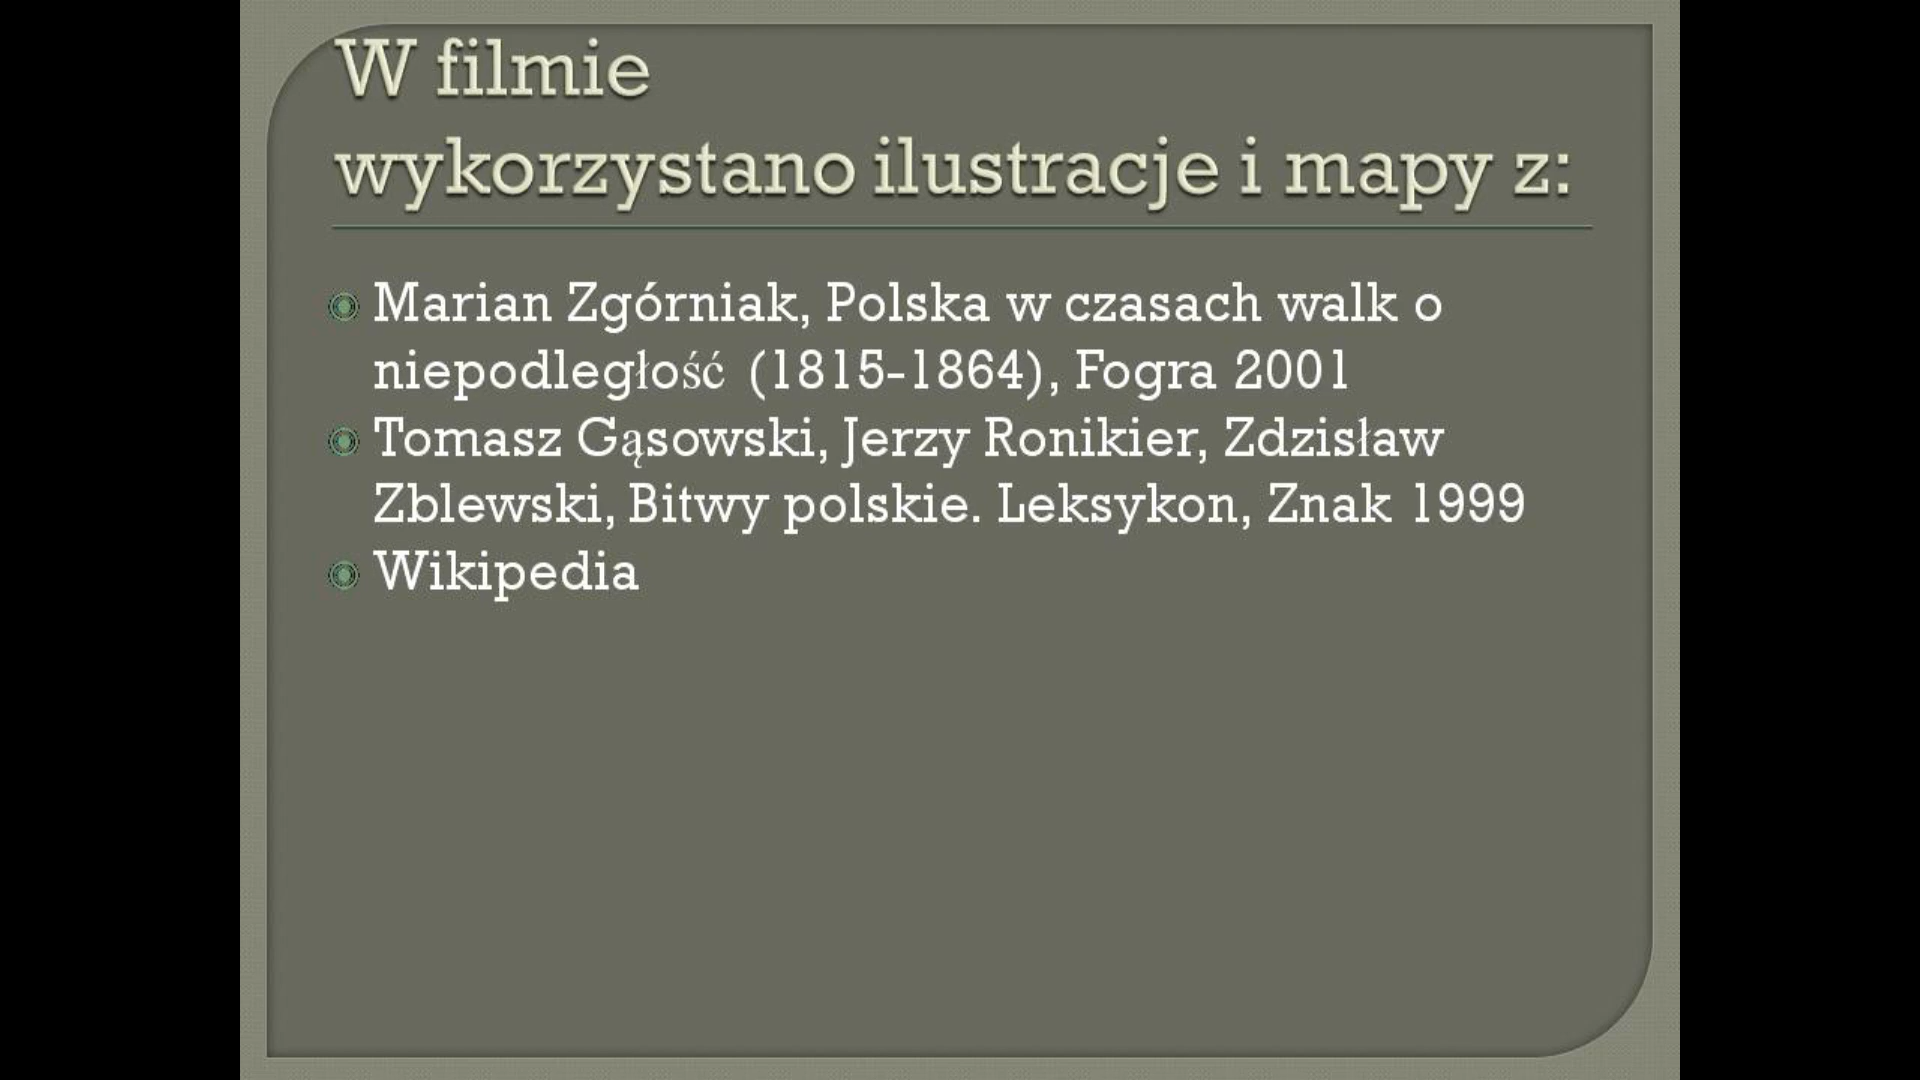 W filmie
wykorzystano ilustracje i mapy z:
Marian Zgórniak, Polska w czasach walk o
niepodległość (1815-1864), Fogra 2001
Tomasz Gąsowski, Jerzy Ronikier, Zdzisław
Zblewski, Bitwy polskie. Leksykon, Znak 1999
Wikipedia